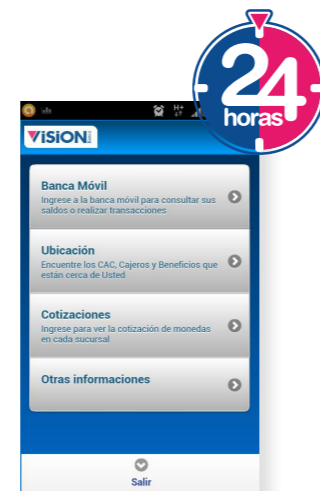 24
horas
H+
ViSiON
BANCO
Banca Móvil
Ingrese a la banca móvil para consultar sus
saldos o realizar transacciones
Ubicación
Encuentre los CAC, Cajeros y Beneficios que
están cerca de Usted
Cotizaciones
Ingrese para ver la cotización de monedas
en cada sucursal
Otras informaciones
Salir